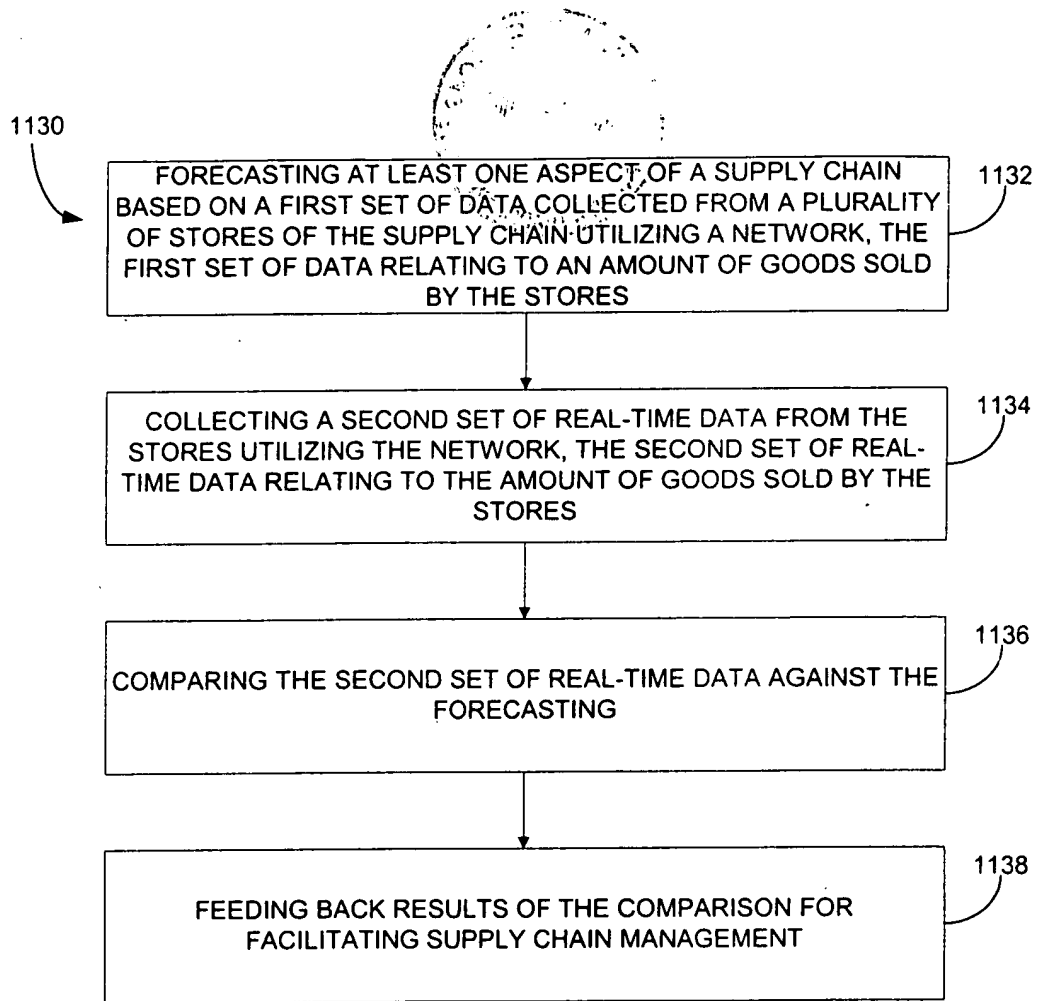 1130
FORECASTING AT LEAST ONE ASPECT OF A SUPPLY CHAIN
BASED ON A FIRST SET OF DATA COLLECTED FROM A PLURALITY
OF STORES OF THE SUPPLY CHAIN UTILIZING A NETWORK, THE
FIRST SET OF DATA RELATING TO AN AMOUNT OF GOODS SOLD
BY THE STORES
1132
COLLECTING A SECOND SET OF REAL-TIME DATA FROM THE
STORES UTILIZING THE NETWORK, THE SECOND SET OF REAL-
TIME DATA RELATING TO THE AMOUNT OF GOODS SOLD BY THE
STORES
1134
COMPARING THE SECOND SET OF REAL-TIME DATA AGAINST THE
FORECASTING
1136
FEEDING BACK RESULTS OF THE COMPARISON FOR
FACILITATING SUPPLY CHAIN MANAGEMENT
1138